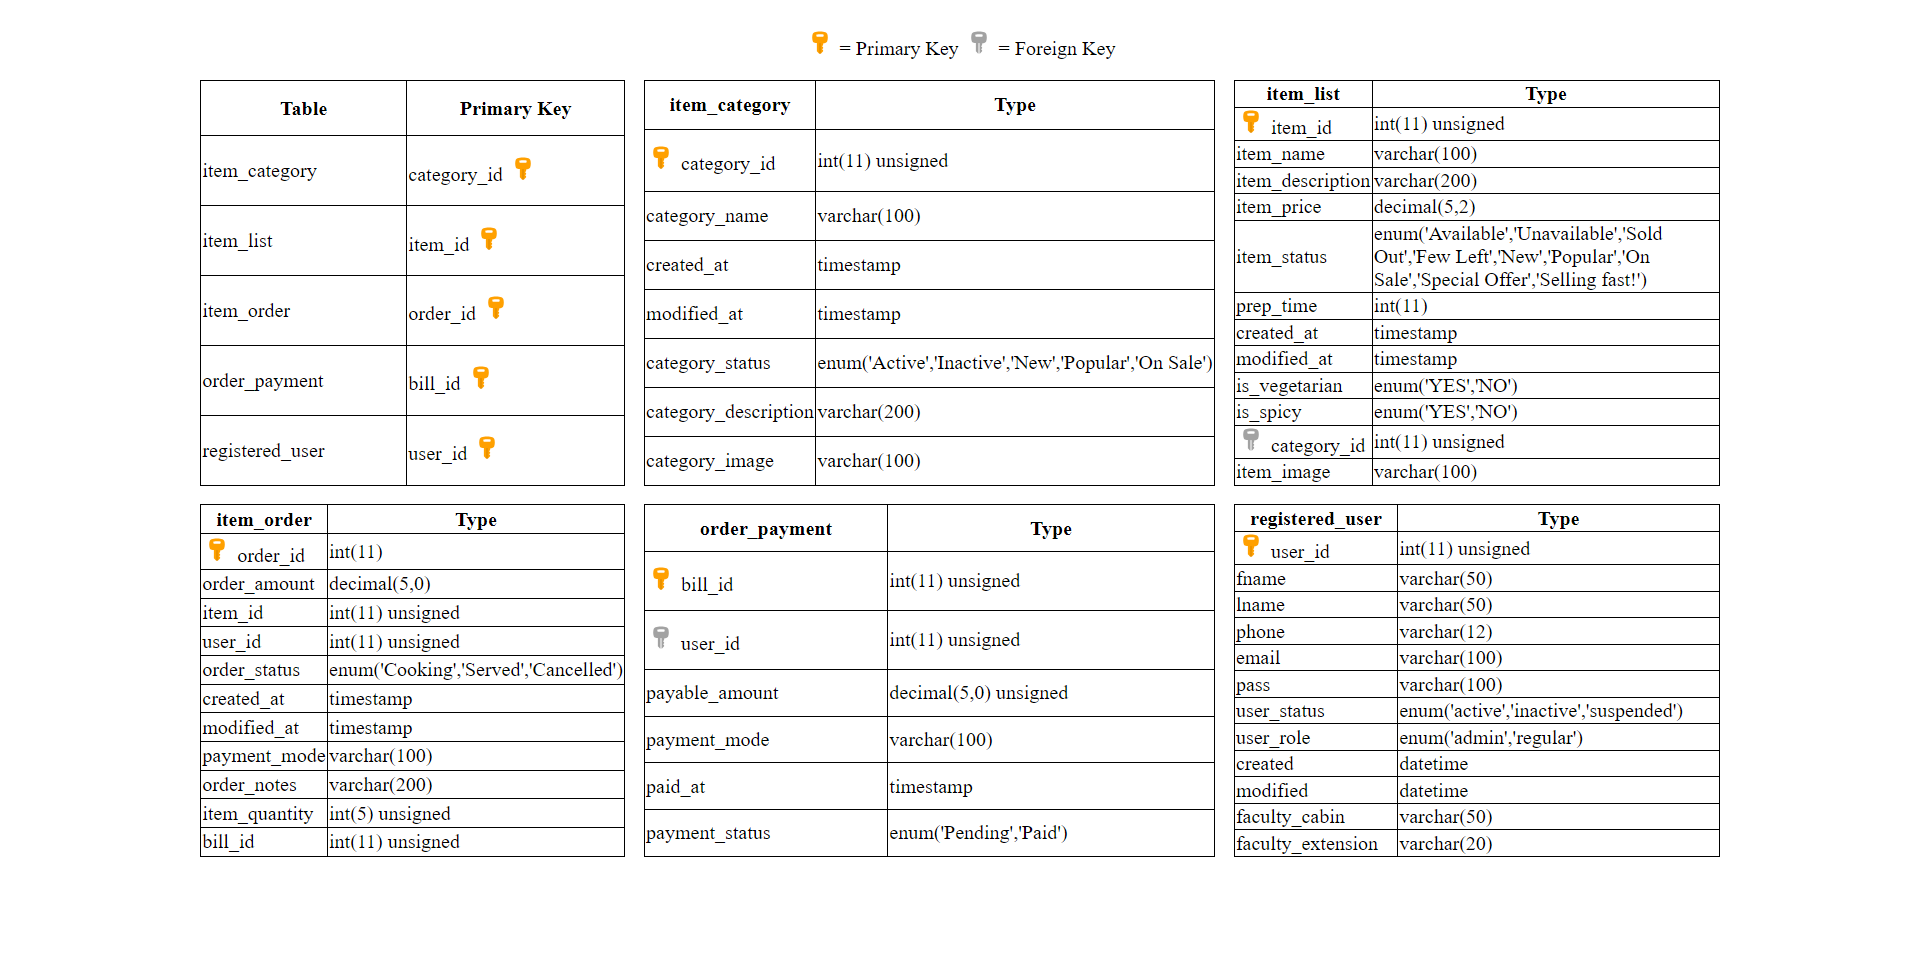 = Primary Key = Foreign Key
Table Primary Key
item_category category_id
item_list item_id
item_order order_id
order_payment bill_id
registered_user user_id
item_category Type
category_id int(11) unsigned
category_name varchar(100)
created_at timestamp
modified_at timestamp
category_status enum('Active','Inactive','New','Popular','On Sale')
category_description varchar(200)
category_image varchar(100)
item_list Type
item_id int(11) unsigned
item_name varchar(100)
item_description varchar(200)
item_price decimal(5,2)
item_status enum('Available','Unavailable','Sold
Out','Few Left','New','Popular','On
Sale','Special Offer','Selling fast!')
prep_time int(11)
created_at timestamp
modified_at timestamp
is_vegetarian enum('YES','NO')
is_spicy enum('YES','NO')
category_id int(11) unsigned
item_image varchar(100)
item_order Type
order_id int(11)
order_amount decimal(5,0)
item_id int(11) unsigned
user_id int(11) unsigned
order_status enum('Cooking','Served','Cancelled')
created_at timestamp
modified_at timestamp
payment_mode varchar(100)
order_notes varchar(200)
item_quantity int(5) unsigned
bill_id int(11) unsigned
order_payment Type
bill_id int(11) unsigned
user_id int(11) unsigned
payable_amount decimal(5,0) unsigned
payment_mode varchar(100)
paid_at timestamp
payment_status enum('Pending','Paid')
registered_user Type
user_id int(11) unsigned
fname varchar(50)
lname varchar(50)
phone varchar(12)
email varchar(100)
pass varchar(100)
user_status enum('active','inactive','suspended')
user_role enum('admin','regular')
created datetime
modified datetime
faculty_cabin varchar(50)
faculty_extension varchar(20)